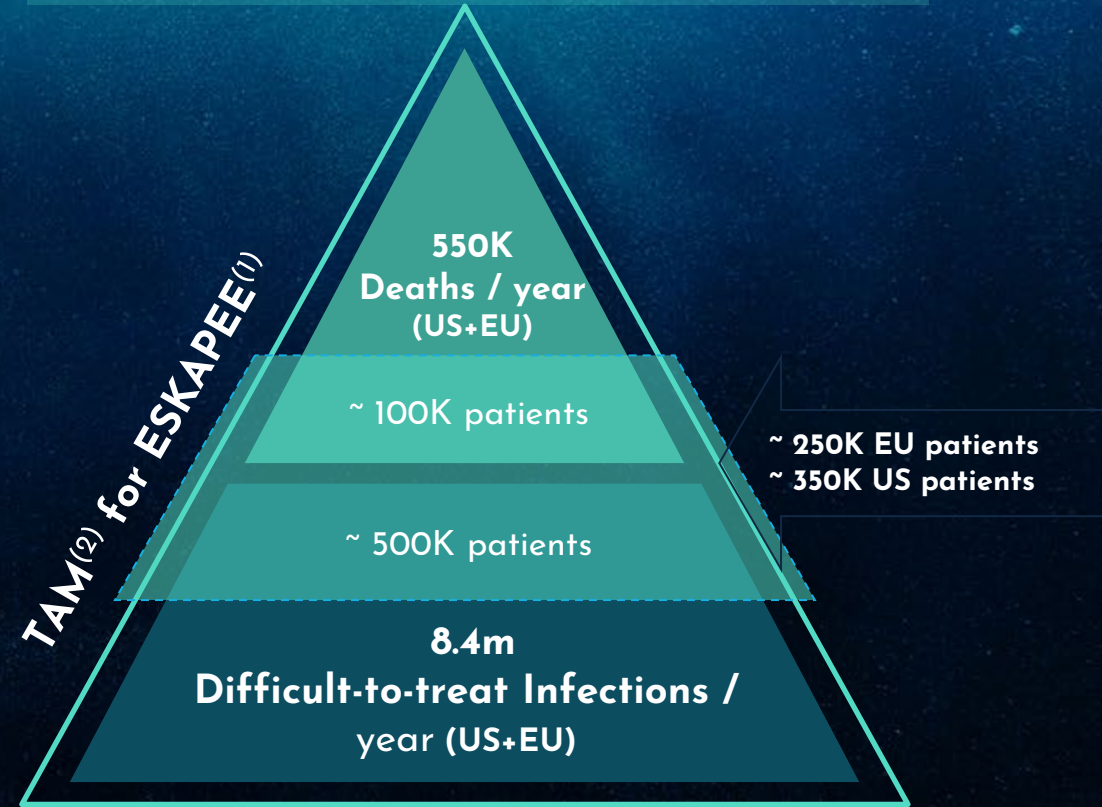 550K
Deaths / year
(US+EU)
~ 100K patients
~ 250K EU patients
~ 350K US patients
TAM(2) for ESKAPEE(1)
~ 500K patients
8.4m
Difficult-to-treat Infections /
year (US+EU)